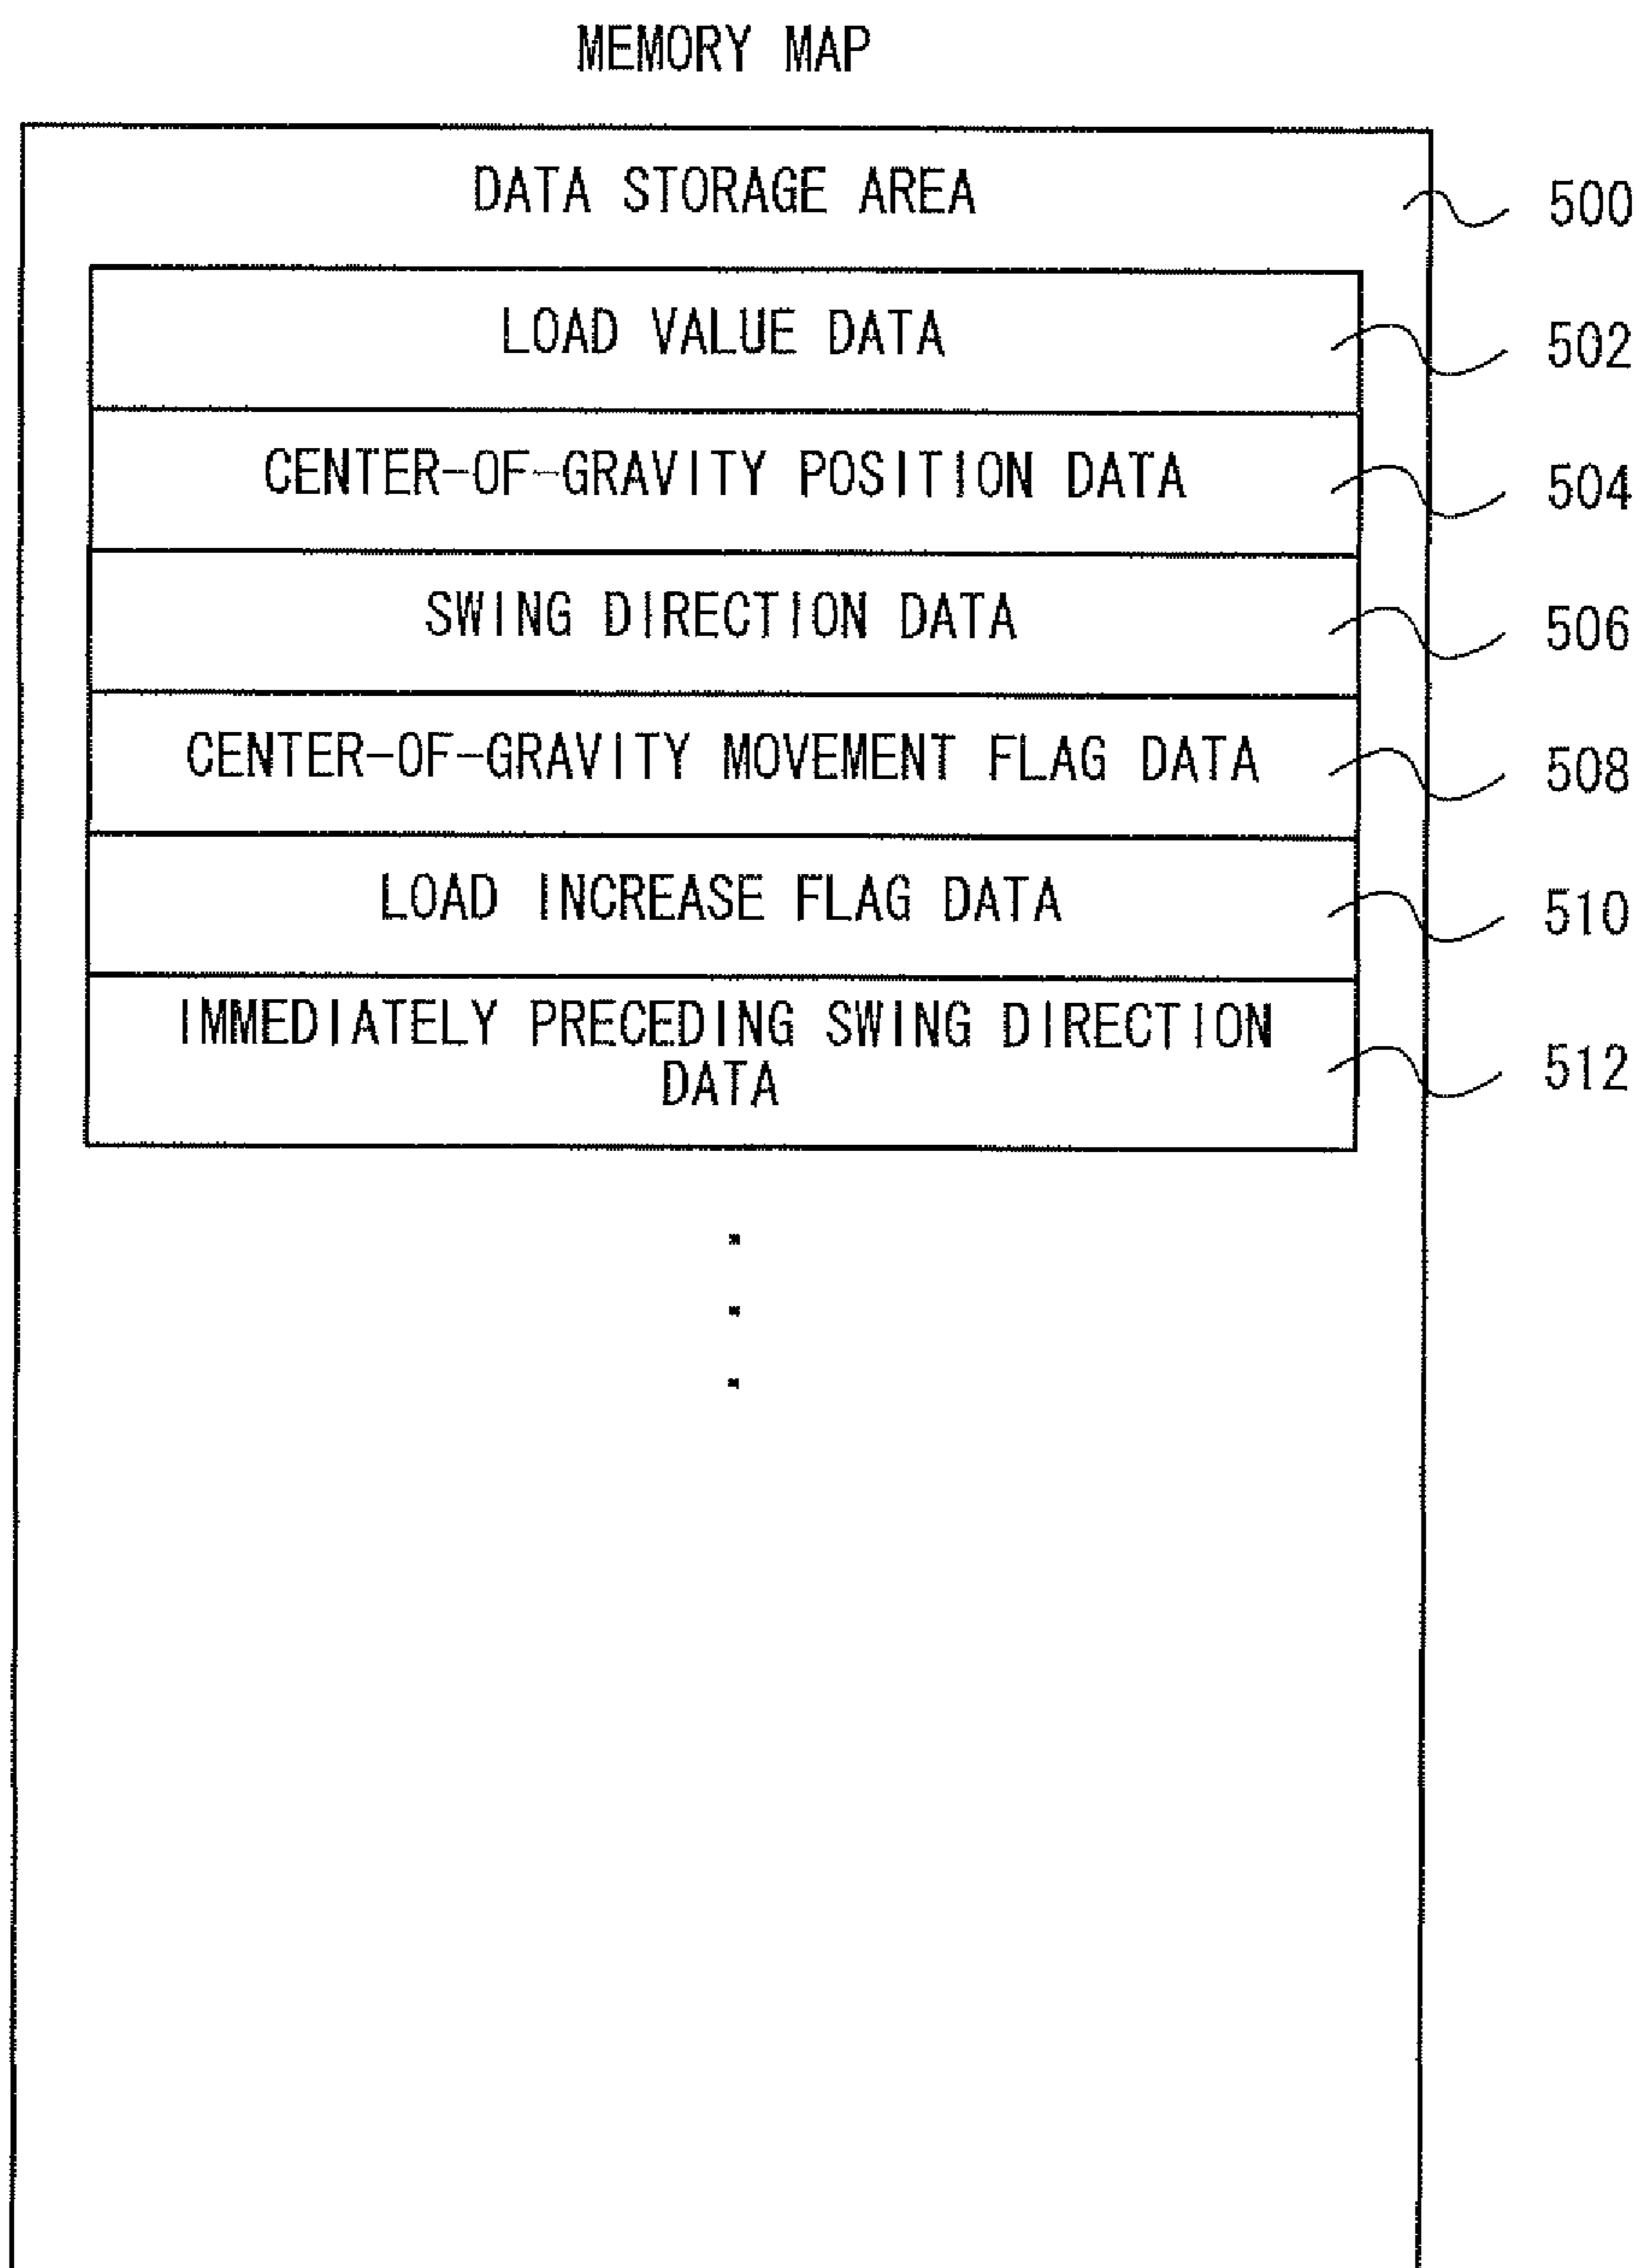 MEMORY MAP
DATA STORAGE AREA
500
LOAD VALUE DATA
502
CENTER-OF-GRAVITY POSITION DATA
504
SWING DIRECTION DATA
506
CENTER-OF-GRAVITY MOVEMENT FLAG DATA
508
LOAD INCREASE FLAG DATA
510
IMMEDIATELY PRECEDING SWING DIRECTION
DATA
512